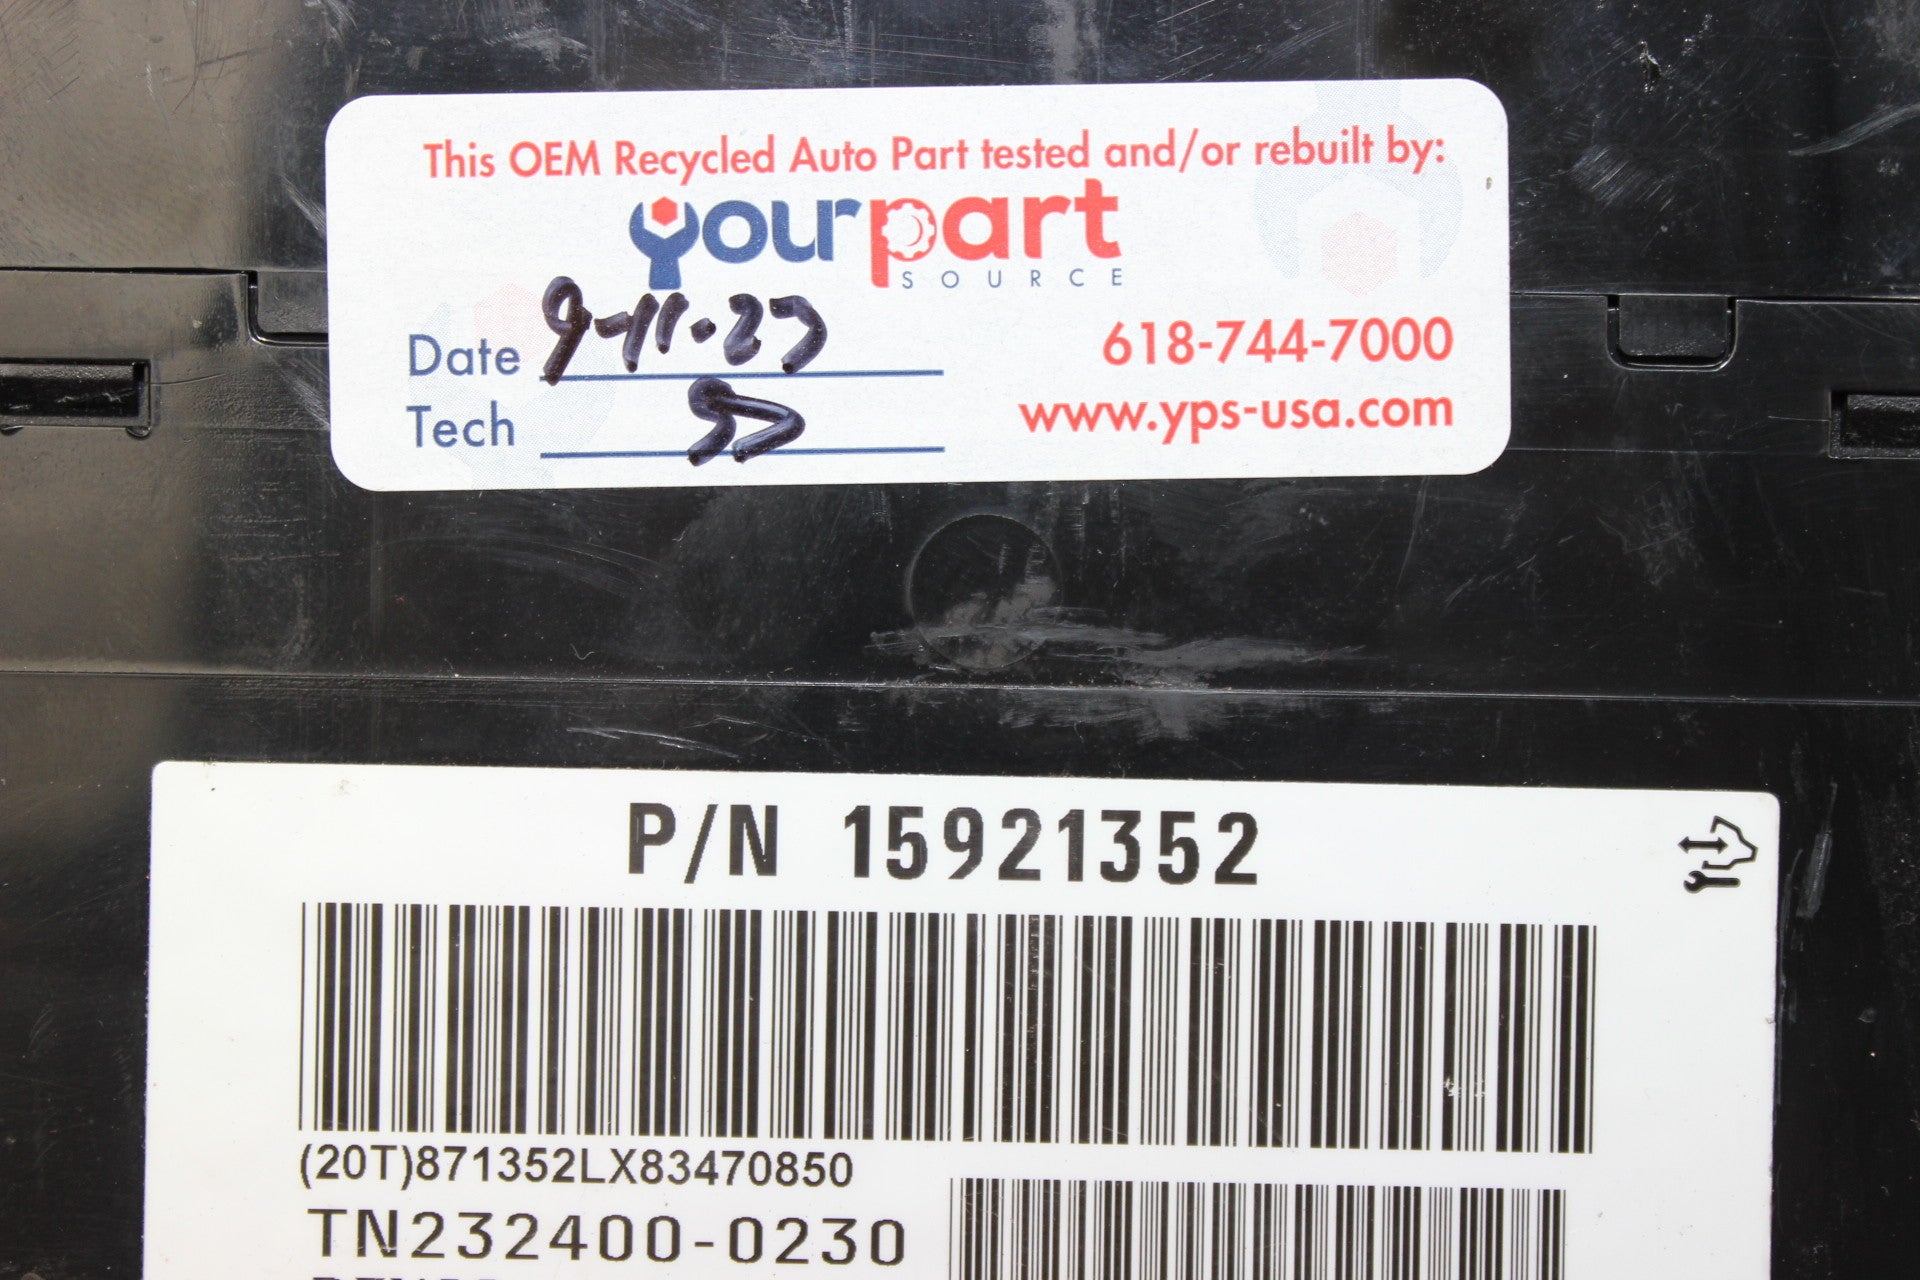 This OEM Recycled Auto Part tested and/or rebuilt by:
yourpart
SOURCE
Date 9-11-23
618-744-7000
Tech
www.yps-usa.com
P/N 15921352
(20T)871352LX83470850
TN232400-0230